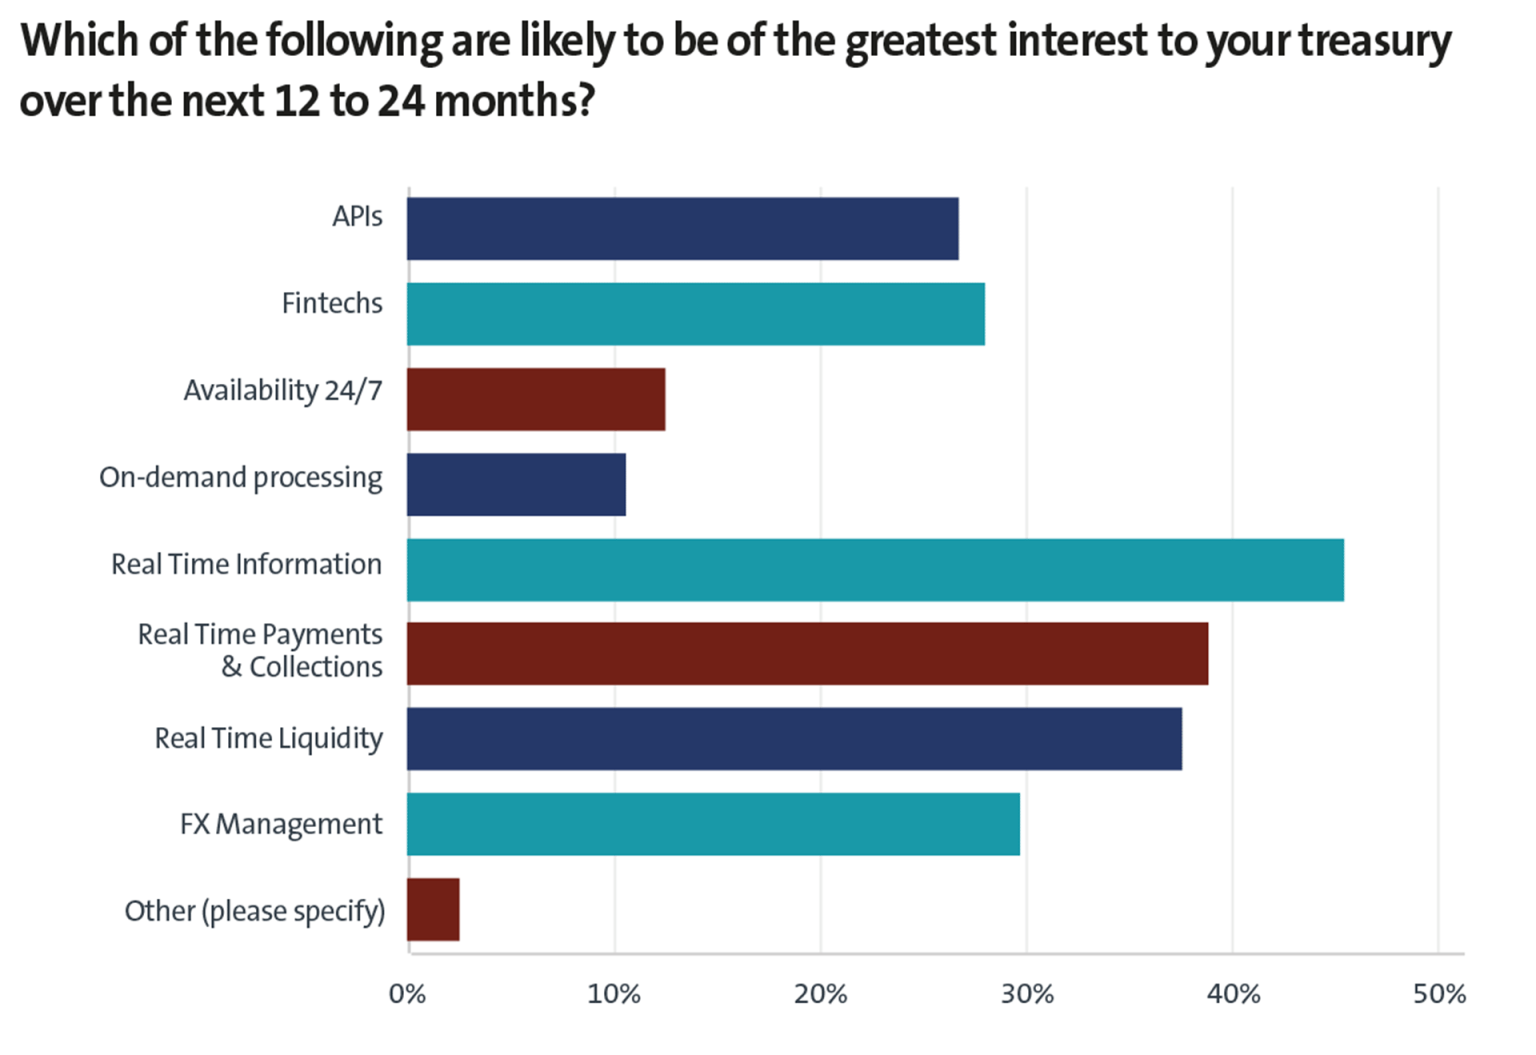 Which of the following are likely to be of the greatest interest to your treasury
over the next 12 to 24 months?
APIs
Fintechs
Availability 24/7
On-demand processing
Real Time Information
Real Time Payments
& Collections
Real Time Liquidity
FX Management
Other (please specify)
0% 10% 20% 30% 40% 50%